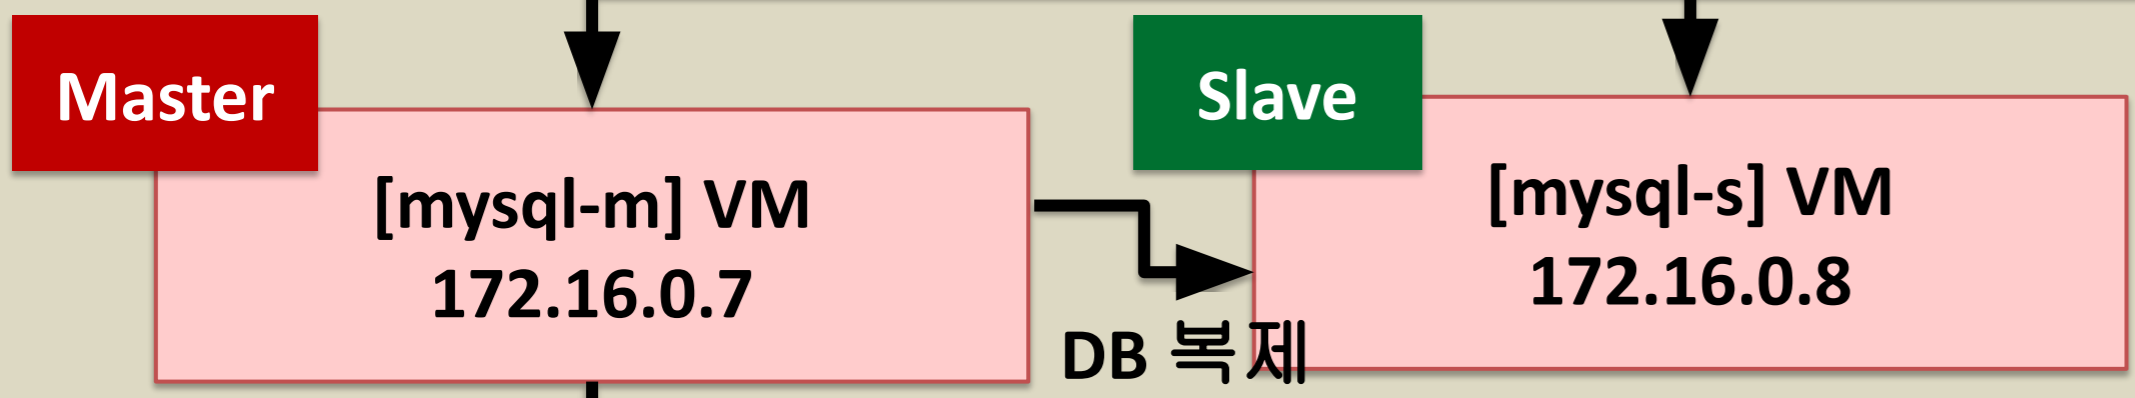 Master
[mysql-m] VM
172.16.0.7
DB 복제
Slave
[mysql-s] VM
172.16.0.8